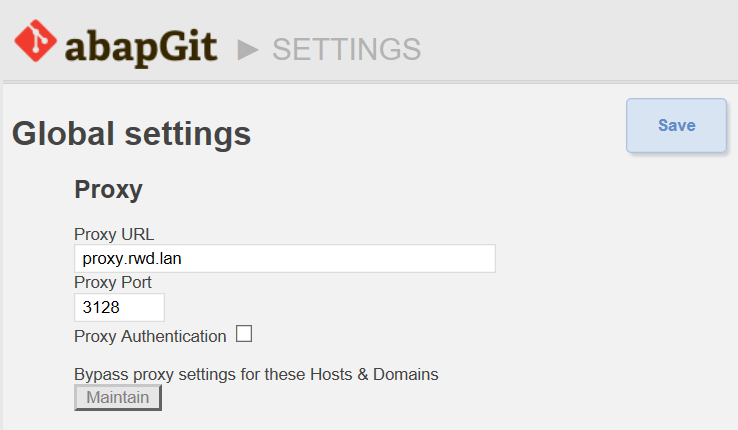 abapGit ► SETTINGS
Global settings
Save
Proxy
Proxy URL
proxy.rwd.lan
Proxy Port
3128
Proxy Authentication
Bypass proxy settings for these Hosts & Domains
Maintain